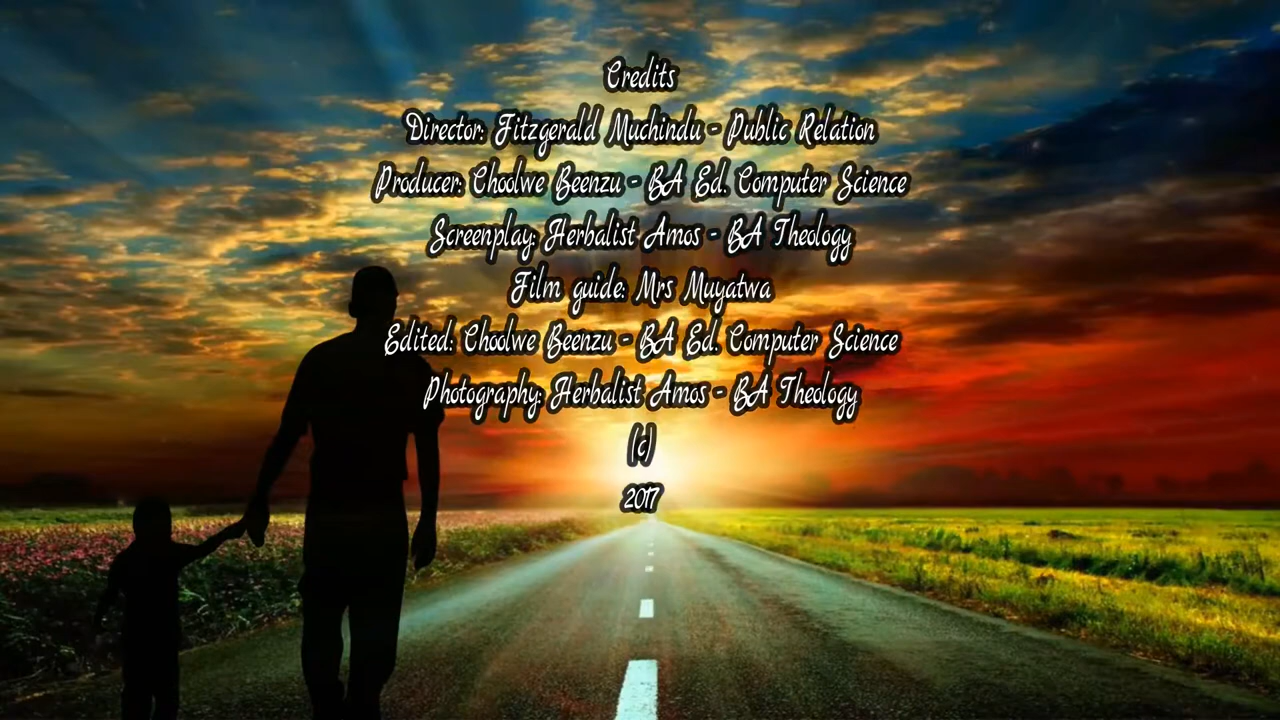 Credits
Director: Fitzgerald Muchindu - Public Relation
Producer: Choolwe Beenzu - BA Ed. Computer Science
Screenplay: Herbalist Amos - BA Theology
Film guide: Mrs Muyatwa
Edited: Choolwe Beenzu - BA Ed. Computer Science
Photography: Herbalist Amos - BA Theology
(c)
2017